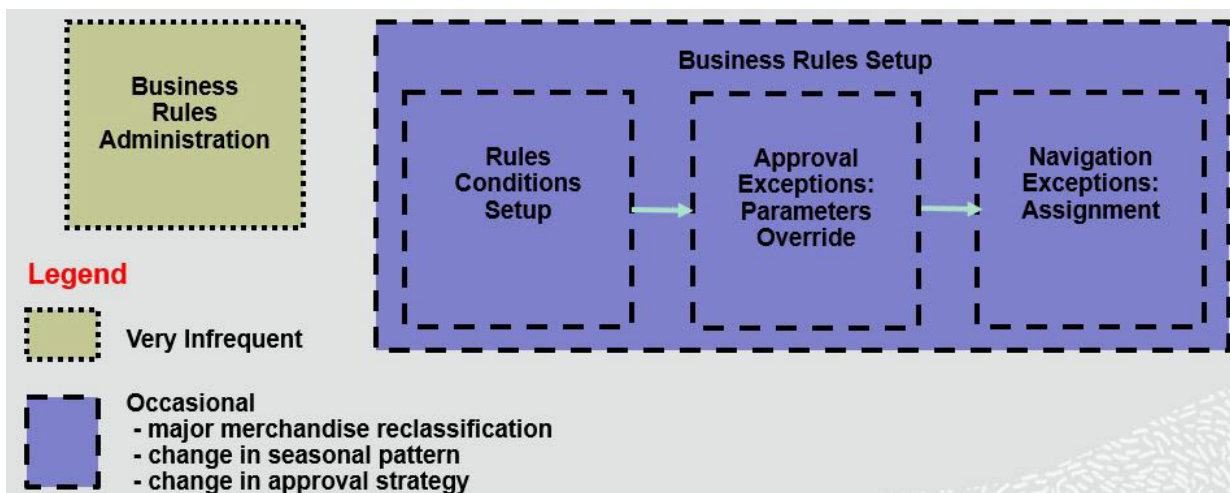 Business
Rules
Administration
Business Rules Setup
Rules
Conditions
Setup
Approval
Exceptions:
Parameters
Override
Navigation
Exceptions:
Assignment
Legend
Very Infrequent
Occasional
- major merchandise reclassification
- change in seasonal pattern
- change in approval strategy